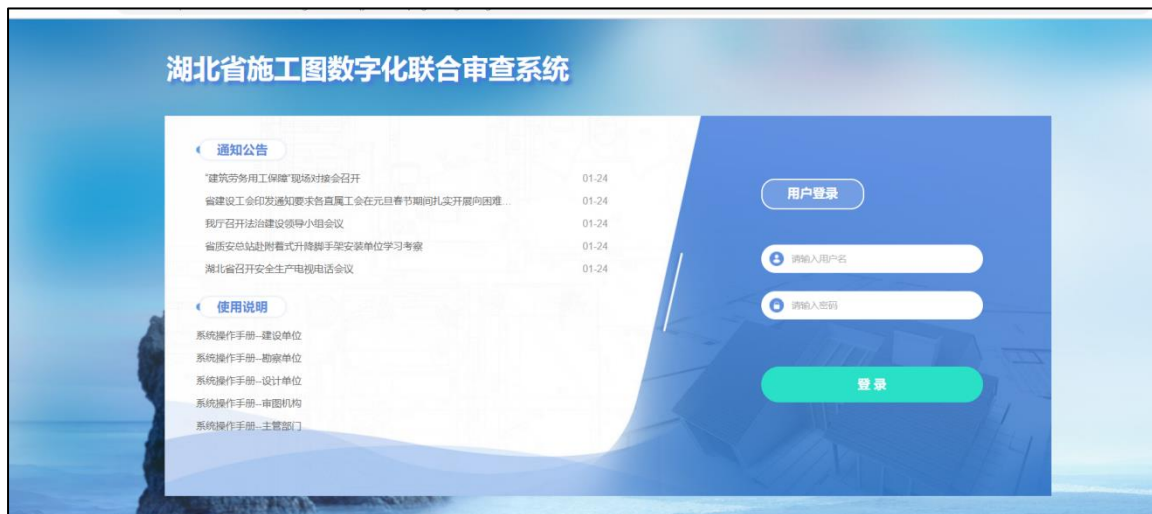 湖北省施工图数字化联合审查系统
通知公告
"建筑劳务用工保障"现场对接会召开 01-24
省建设工会印发通知要求各直属工会在元旦春节期间扎实开展向困难... 01-24
我厅召开法治建设领导小组会议 01-24
省质安总站赴附着式升降脚手架安装单位学习考察 01-24
湖北省召开安全生产电视电话会议 01-24
使用说明
系统操作手册--建设单位
系统操作手册--勘察单位
系统操作手册--设计单位
系统操作手册--审图机构
系统操作手册--主管部门
用户登录
请输入用户名
请输入密码
登录